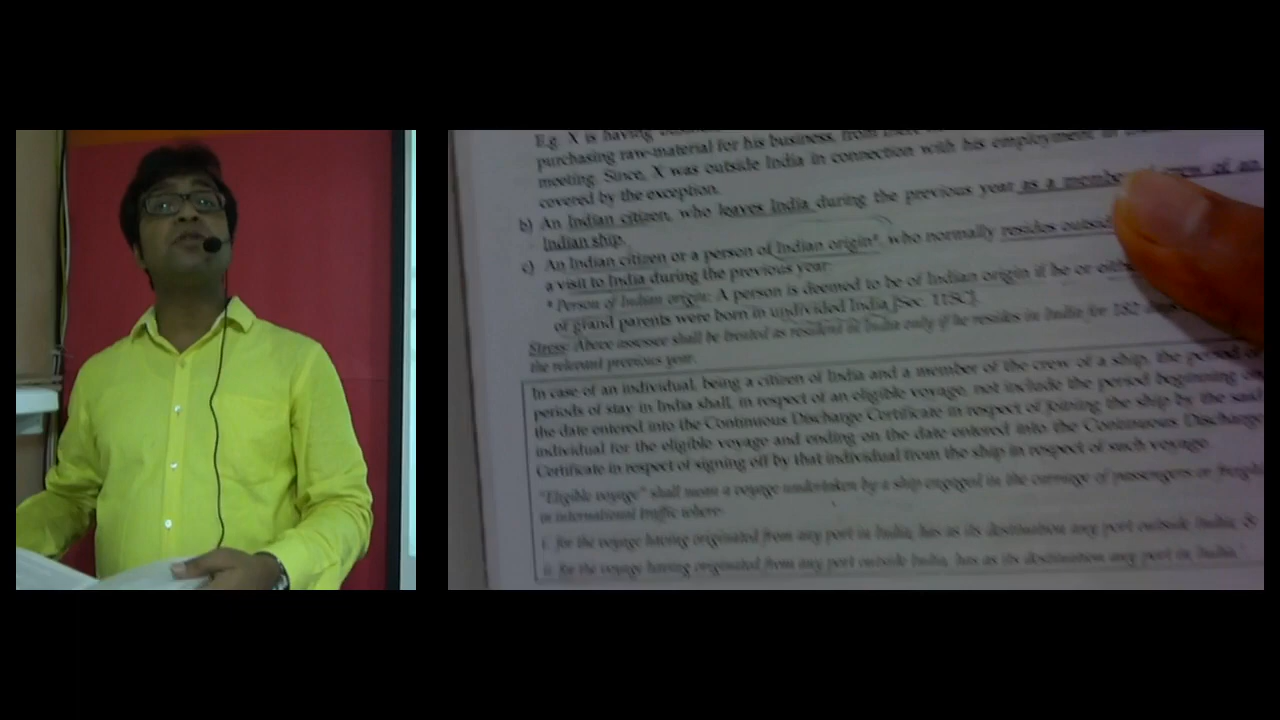 E.g. X is having
purchasing raw-material for his business, from
meeting. Since, X was outside India in connection with his employment in
covered by the exception.
b) An Indian citizen, who leaves India during the previous year as a member crew of an
Indian ship.
c) An Indian citizen or a person of Indian origin*, who normally resides outside
a visit to India during the previous year.
* Person of Indian origin: A person is deemed to be of Indian origin if he or either
or grand parents were born in undivided India [Sec. 115C].
Stress: Above assessee shall be treated as resident in India only if he resides in India for 182
the relevant previous year.
In case of an individual, being a citizen of India and a member of the crew of a ship, the period or
periods of stay in India shall, in respect of an eligible voyage, not include the period beginning
the date entered into the Continuous Discharge Certificate in respect of joining the ship by the said
individual for the eligible voyage and ending on the date entered into the Continuous Discharge
Certificate in respect of signing off by that individual from the ship in respect of such voyage.
"Eligible voyage" shall mean a voyage undertaken by a ship engaged in the carriage of passengers or freight
in international traffic where-
i. for the voyage having originated from any port in India, has as its destination any port outside India; &
ii. for the voyage having originated from any port outside India, has as its destination any port in India.